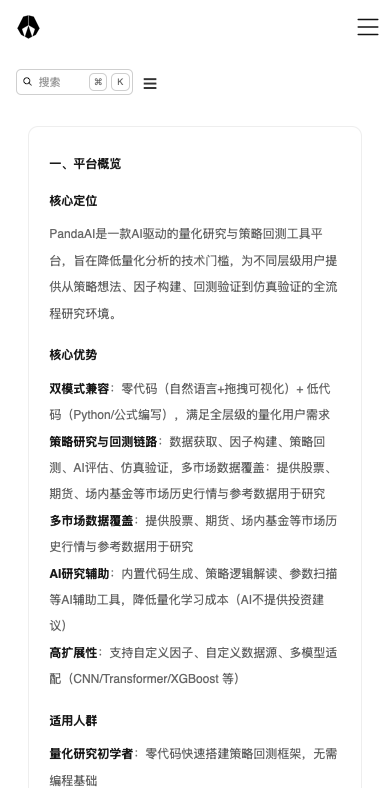 搜索 ⌘ K
一、平台概览
核心定位
PandaAI是一款AI驱动的量化研究与策略回测工具平
台，旨在降低量化分析的技术门槛，为不同层级用户提
供从策略想法、因子构建、回测验证到仿真验证的全流
程研究环境。
核心优势
双模式兼容：零代码（自然语言+拖拽可视化）+ 低代
码（Python/公式编写），满足全层级的量化用户需求
策略研究与回测链路：数据获取、因子构建、策略回
测、AI评估、仿真验证，多市场数据覆盖：提供股票、
期货、场内基金等市场历史行情与参考数据用于研究
多市场数据覆盖：提供股票、期货、场内基金等市场历
史行情与参考数据用于研究
AI研究辅助：内置代码生成、策略逻辑解读、参数扫描
等AI辅助工具，降低量化学习成本（AI不提供投资建
议）
高扩展性：支持自定义因子、自定义数据源、多模型适
配（CNN/Transformer/XGBoost 等）
适用人群
量化研究初学者：零代码快速搭建策略回测框架，无需
编程基础